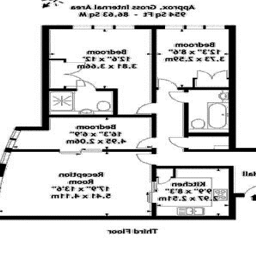 Approx. Gross Internal Area
954 Sq Ft - 86.63 Sq M
Bedroom
12'6 x 12'
3.81 x 3.66m
Bedroom
12'3 x 8'6
3.73 x 2.59m
Bedroom
16'3 x 6'9
4.95 x 2.06m
Reception
Room
17'9 x 13'6
5.41 x 4.11m
Kitchen
9'9 x 8'3
2.97 x 2.51m
Hall
Third Floor